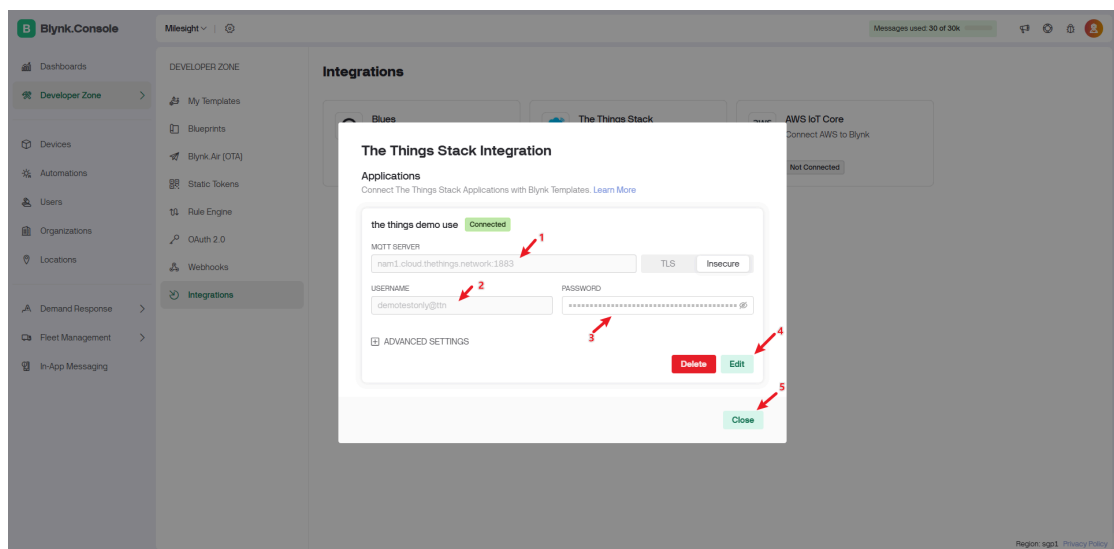 B Blynk.Console
Milesight
Messages used: 30 of 30k
Dashboards
Developer Zone
Devices
Automations
Users
Organizations
Locations
Demand Response
Fleet Management
In-App Messaging
DEVELOPER ZONE
My Templates
Blueprints
Blynk.Air (OTA)
Static Tokens
Rule Engine
OAuth 2.0
Webhooks
Integrations
Integrations
Blues
The Things Stack
AWS IoT Core
Connect AWS to Blynk
Not Connected
The Things Stack Integration
Applications
Connect The Things Stack Applications with Blynk Templates. Learn More
the things demo use Connected
1
MQTT SERVER
nam1.cloud.thethings.network:1883 TLS Insecure
2
USERNAME PASSWORD
demotestonly@ttn
3
ADVANCED SETTINGS
4
Delete Edit
5
Close
Region: sgp1 Privacy Policy